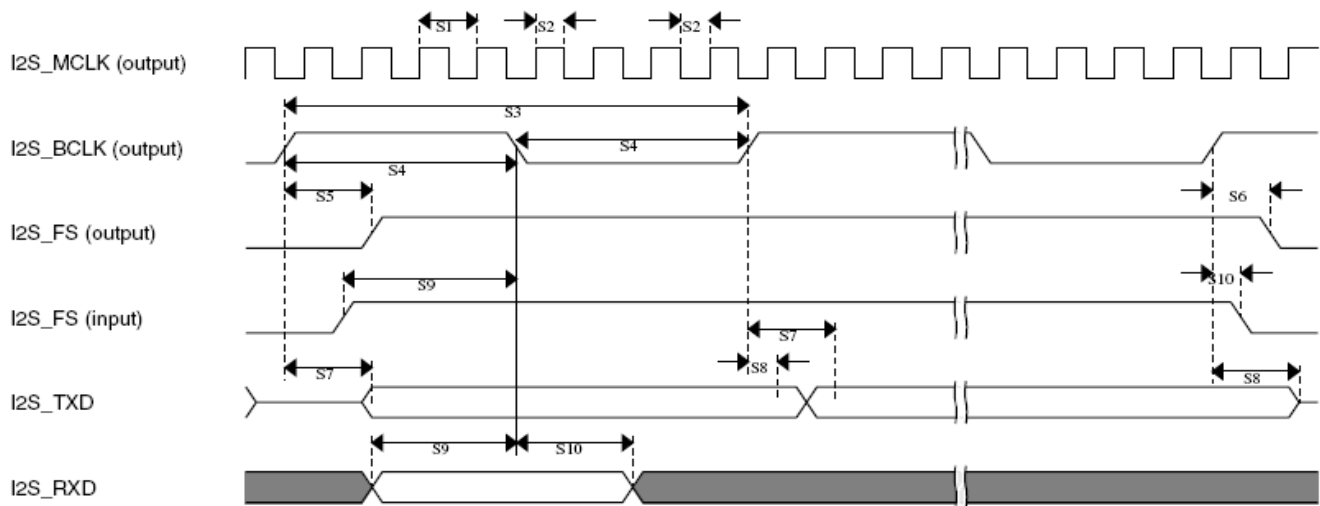 S1 S2 S2
I2S_MCLK (output)
S3
I2S_BCLK (output)
S4
S4
S5 S6
I2S_FS (output)
S9 S10
I2S_FS (input)
S7
S7 S8 S8
I2S_TXD
S9 S10
I2S_RXD